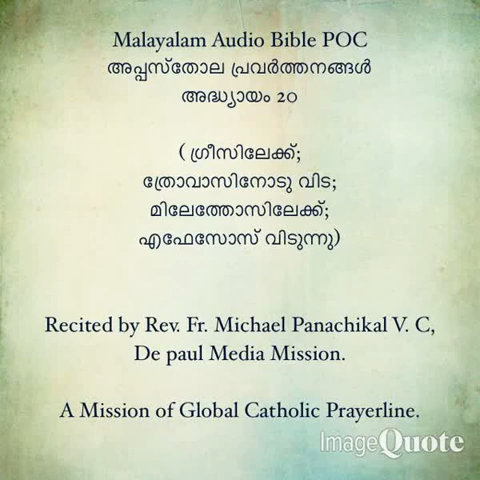 Malayalam Audio Bible POC
അപ്പസ്തോല പ്രവർത്തനങ്ങൾ
അദ്ധ്യായം 20
( ഗ്രീസിലേക്ക്;
ത്രോവാസിനോടു വിട;
മിലേത്തോസിലേക്ക്;
എഫേസോസ് വിടുന്നു)
Recited by Rev. Fr. Michael Panachikal V. C,
De paul Media Mission.
A Mission of Global Catholic Prayerline.
ImageQuote